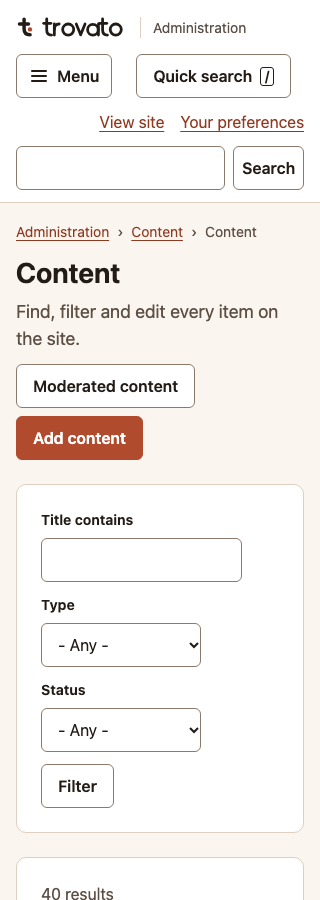 trovato
Administration
Menu
Quick search /
View site
Your preferences
Search
Administration › Content › Content
Content
Find, filter and edit every item on
the site.
Moderated content
Add content
Title contains
Type
- Any -
Status
- Any -
Filter
40 results